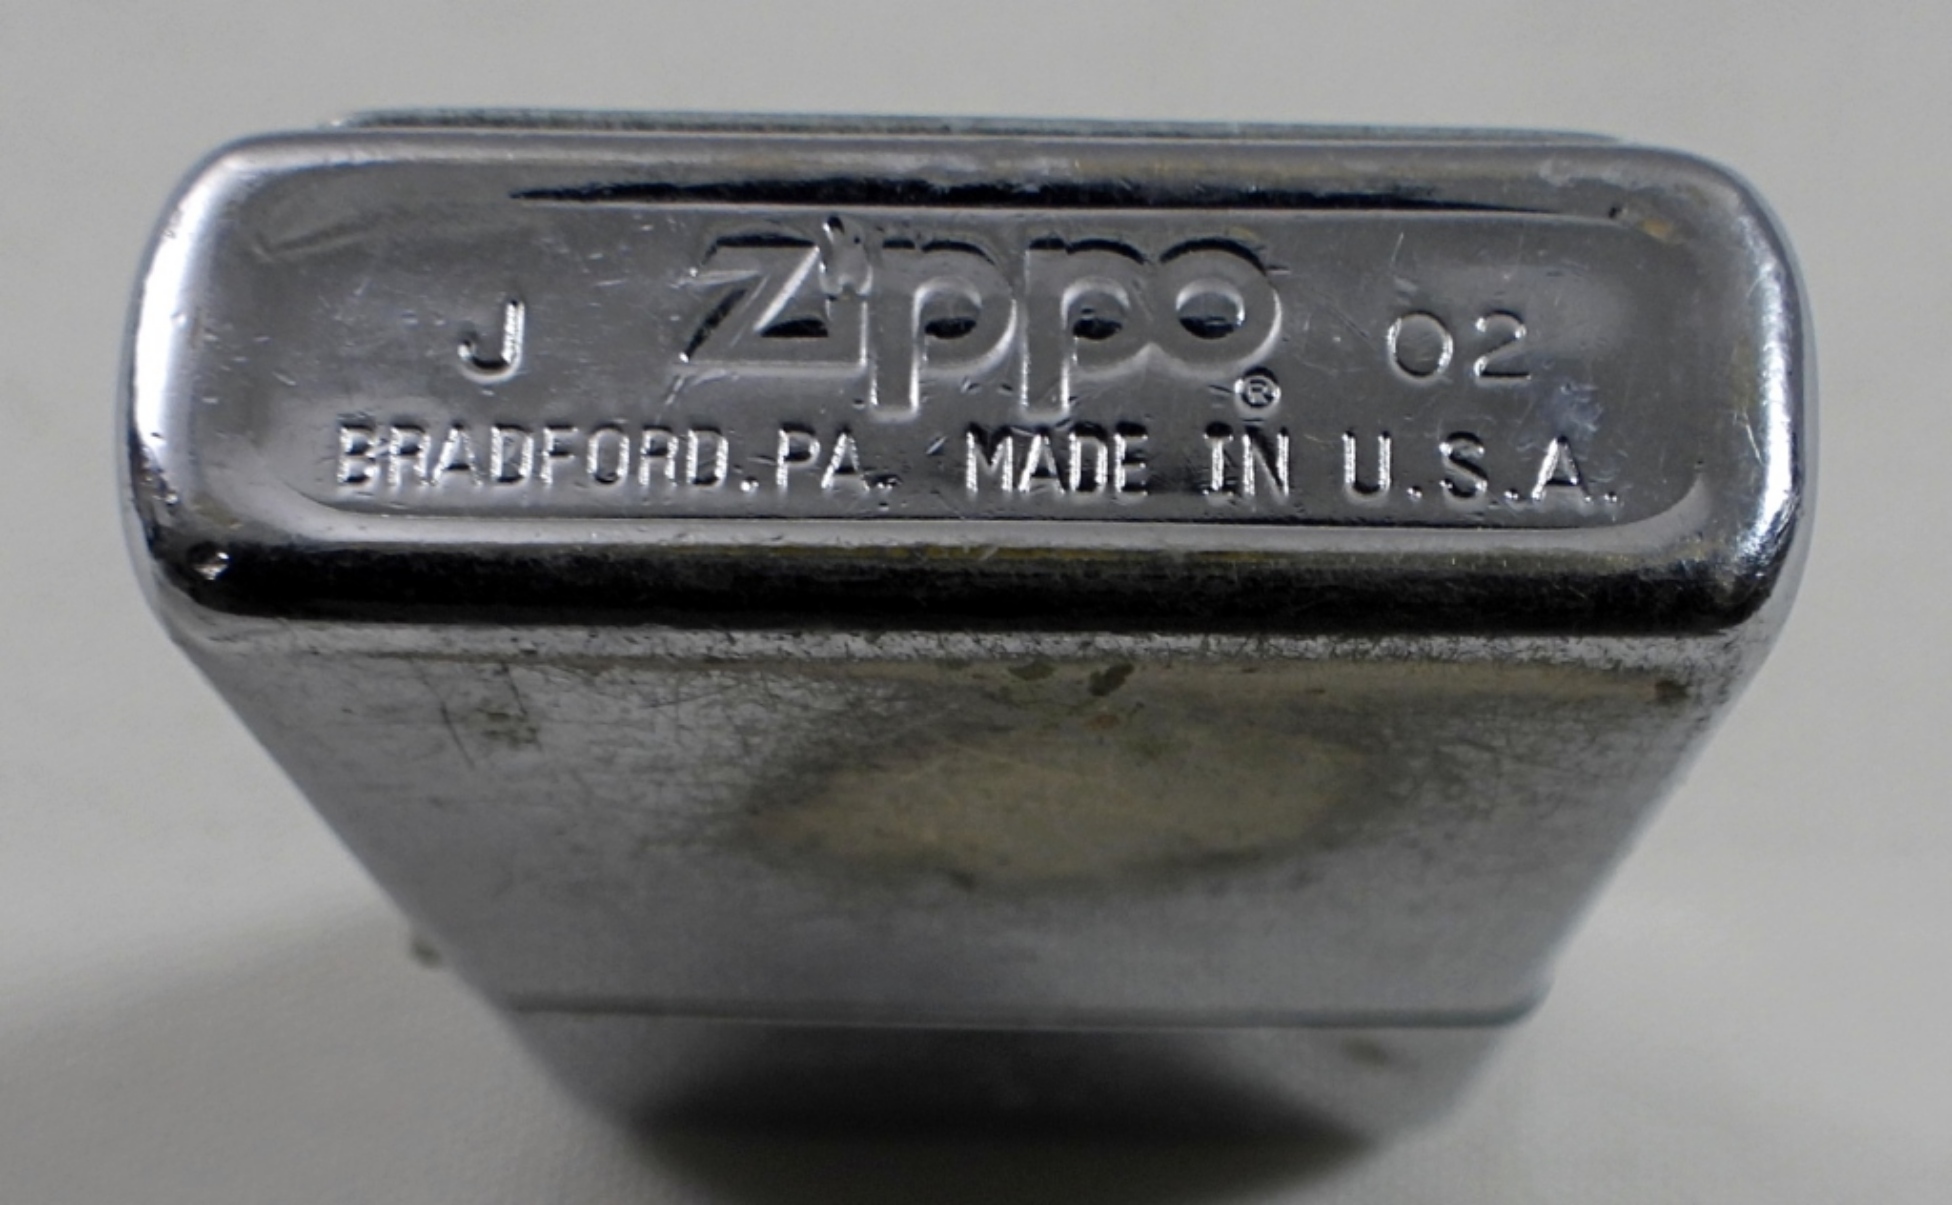 J Zippo® 02
BRADFORD.PA. MADE IN U.S.A.